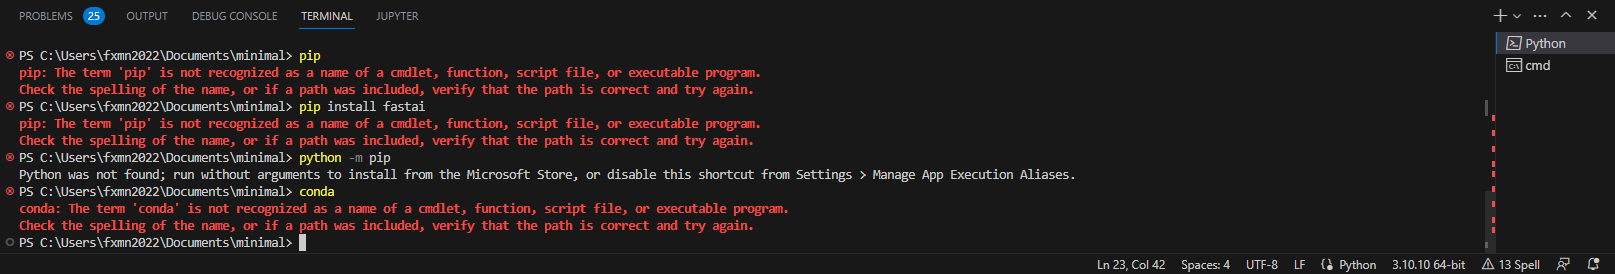 PROBLEMS 25 OUTPUT DEBUG CONSOLE TERMINAL JUPYTER
PS C:\Users\fxmn2022\Documents\minimal> pip
pip: The term 'pip' is not recognized as a name of a cmdlet, function, script file, or executable program.
Check the spelling of the name, or if a path was included, verify that the path is correct and try again.
PS C:\Users\fxmn2022\Documents\minimal> pip install fastai
pip: The term 'pip' is not recognized as a name of a cmdlet, function, script file, or executable program.
Check the spelling of the name, or if a path was included, verify that the path is correct and try again.
PS C:\Users\fxmn2022\Documents\minimal> python -m pip
Python was not found; run without arguments to install from the Microsoft Store, or disable this shortcut from Settings > Manage App Execution Aliases.
PS C:\Users\fxmn2022\Documents\minimal> conda
conda: The term 'conda' is not recognized as a name of a cmdlet, function, script file, or executable program.
Check the spelling of the name, or if a path was included, verify that the path is correct and try again.
PS C:\Users\fxmn2022\Documents\minimal>
Python
cmd
Ln 23, Col 42 Spaces: 4 UTF-8 LF Python 3.10.10 64-bit 13 Spell